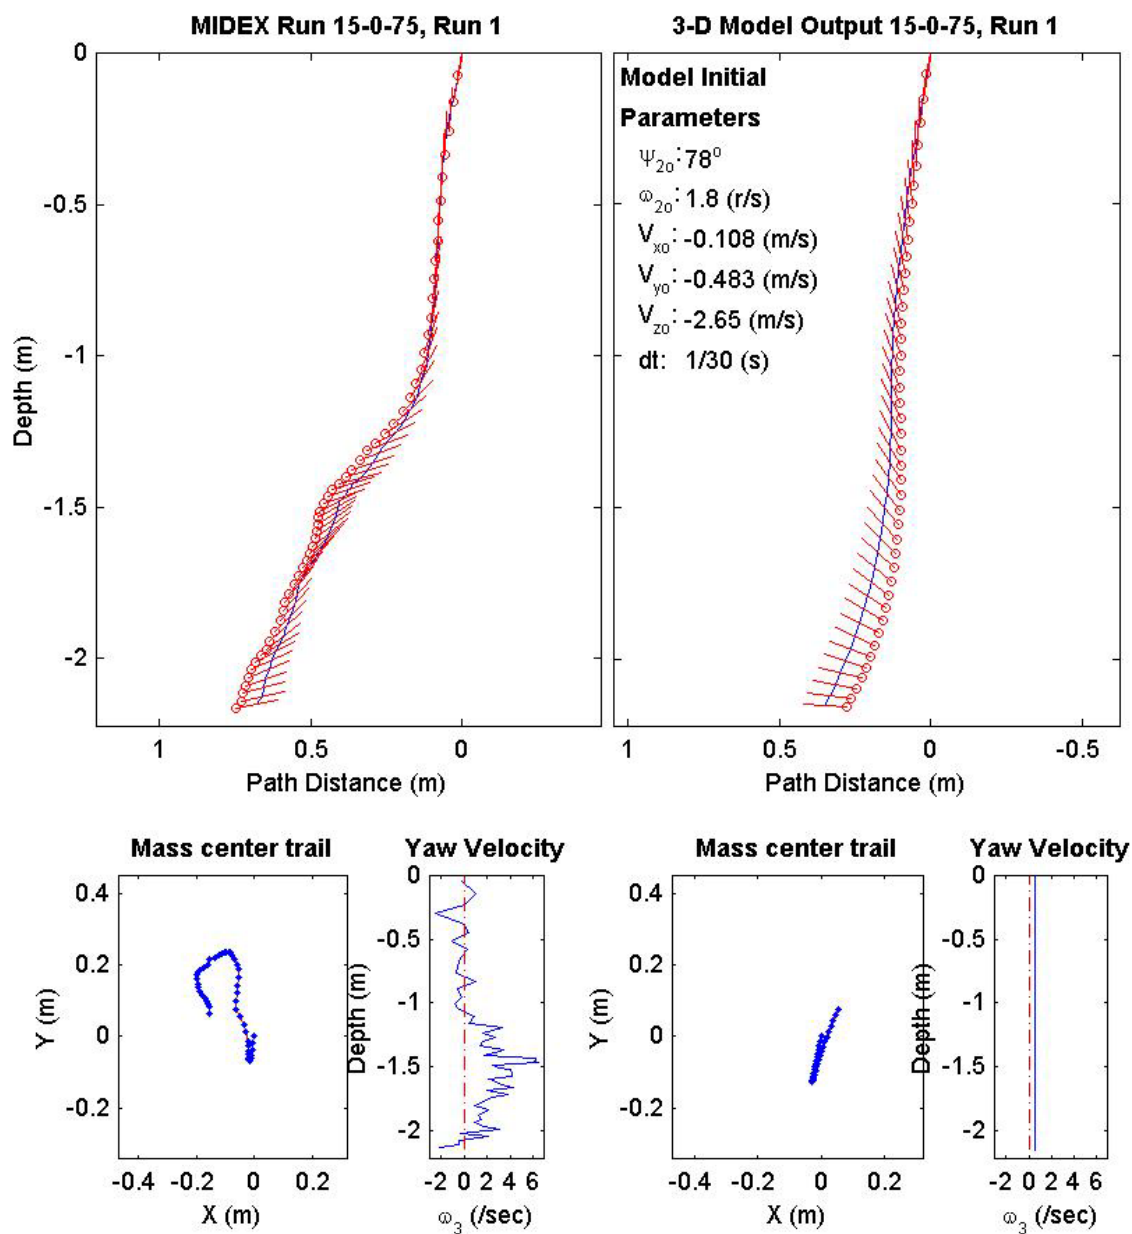 MIDEX Run 15-0-75, Run 1
0
-0.5
-1
-1.5
-2
Depth (m)
1 0.5 0
Path Distance (m)
3-D Model Output 15-0-75, Run 1
Model Initial
Parameters
Ψ2o: 78o
ω2o: 1.8 (r/s)
Vxo: -0.108 (m/s)
Vyo: -0.483 (m/s)
Vzo: -2.65 (m/s)
dt: 1/30 (s)
1 0.5 0 -0.5
Path Distance (m)
Mass center trail
0.4
0.2
0
-0.2
Y (m)
-0.4 -0.2 0 0.2
X (m)
Yaw Velocity
0
-0.5
-1
-1.5
-2
Depth (m)
-2 0 2 4 6
ω3 (/sec)
Mass center trail
0.4
0.2
0
-0.2
Y (m)
-0.4 -0.2 0 0.2
X (m)
Yaw Velocity
0
-0.5
-1
-1.5
-2
Depth (m)
-2 0 2 4 6
ω3 (/sec)